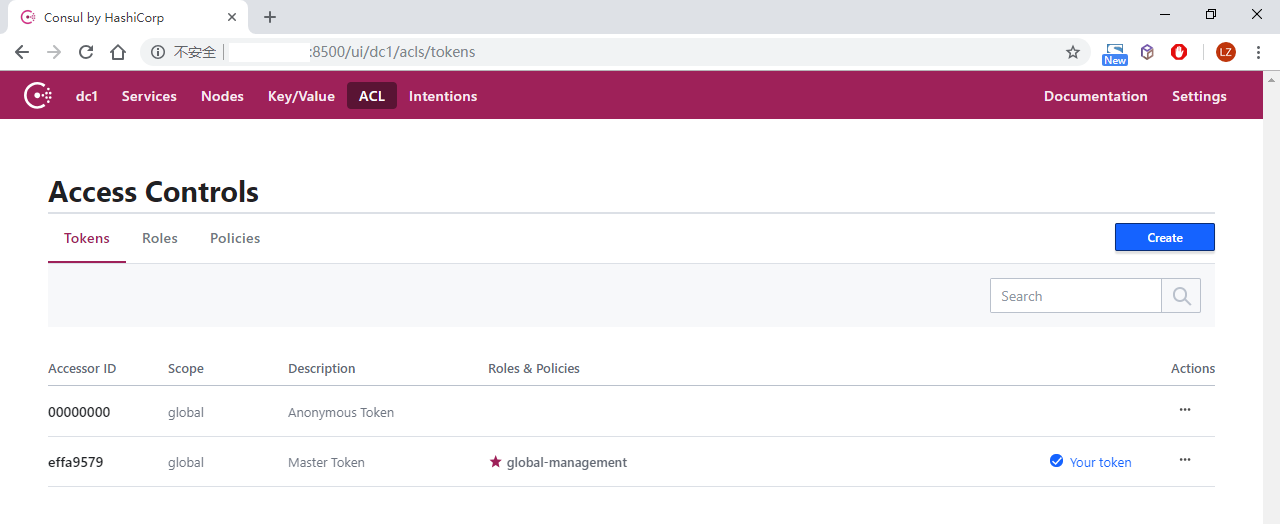 Consul by HashiCorp
不安全 :8500/ui/dc1/acls/tokens New LZ
dc1 Services Nodes Key/Value ACL Intentions Documentation Settings
Access Controls
Tokens Roles Policies Create
Search
Accessor ID Scope Description Roles & Policies Actions
00000000 global Anonymous Token
effa9579 global Master Token global-management Your token